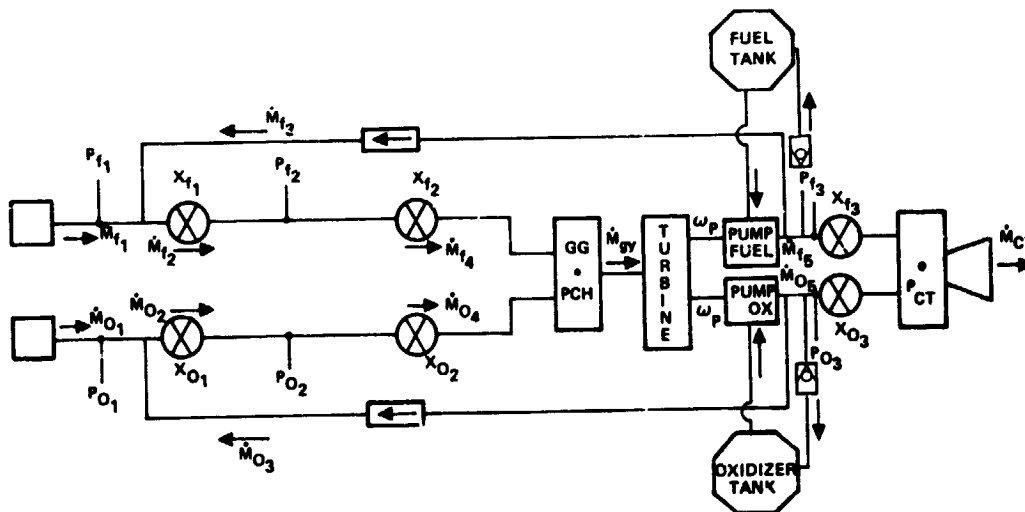 FUEL
TANK
Ṁf3
Pf1
Xf1
Pf2
Xf2
Pf3
Xf3
Ṁf1
Ṁf2
Ṁf4
GG
PCH
Ṁgy
TURBINE
ωp
PUMP
FUEL
Ṁf5
ṀC
PCT
ṀO1
ṀO2
ṀO4
ωp
PUMP
OX
ṀO5
XO1
XO2
XO3
PO1
PO2
PO3
ṀO3
OXIDIZER
TANK